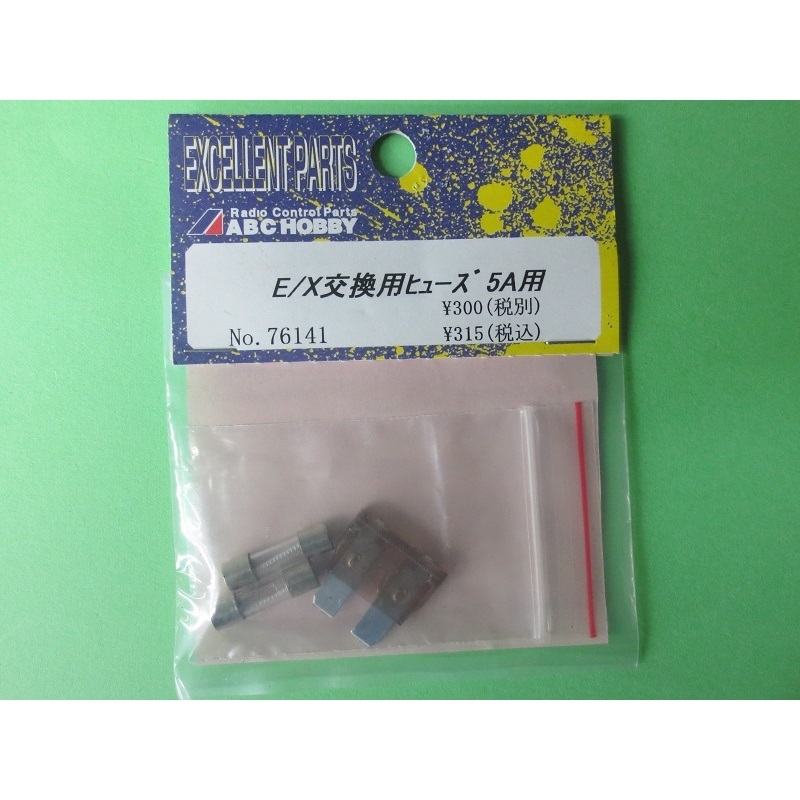 EXCELLENT PARTS
Radio Control Parts
ABC HOBBY
E/X交換用ﾋｭｰｽﾞ 5A用
¥300(税別)
No.76141 ¥315(税込)